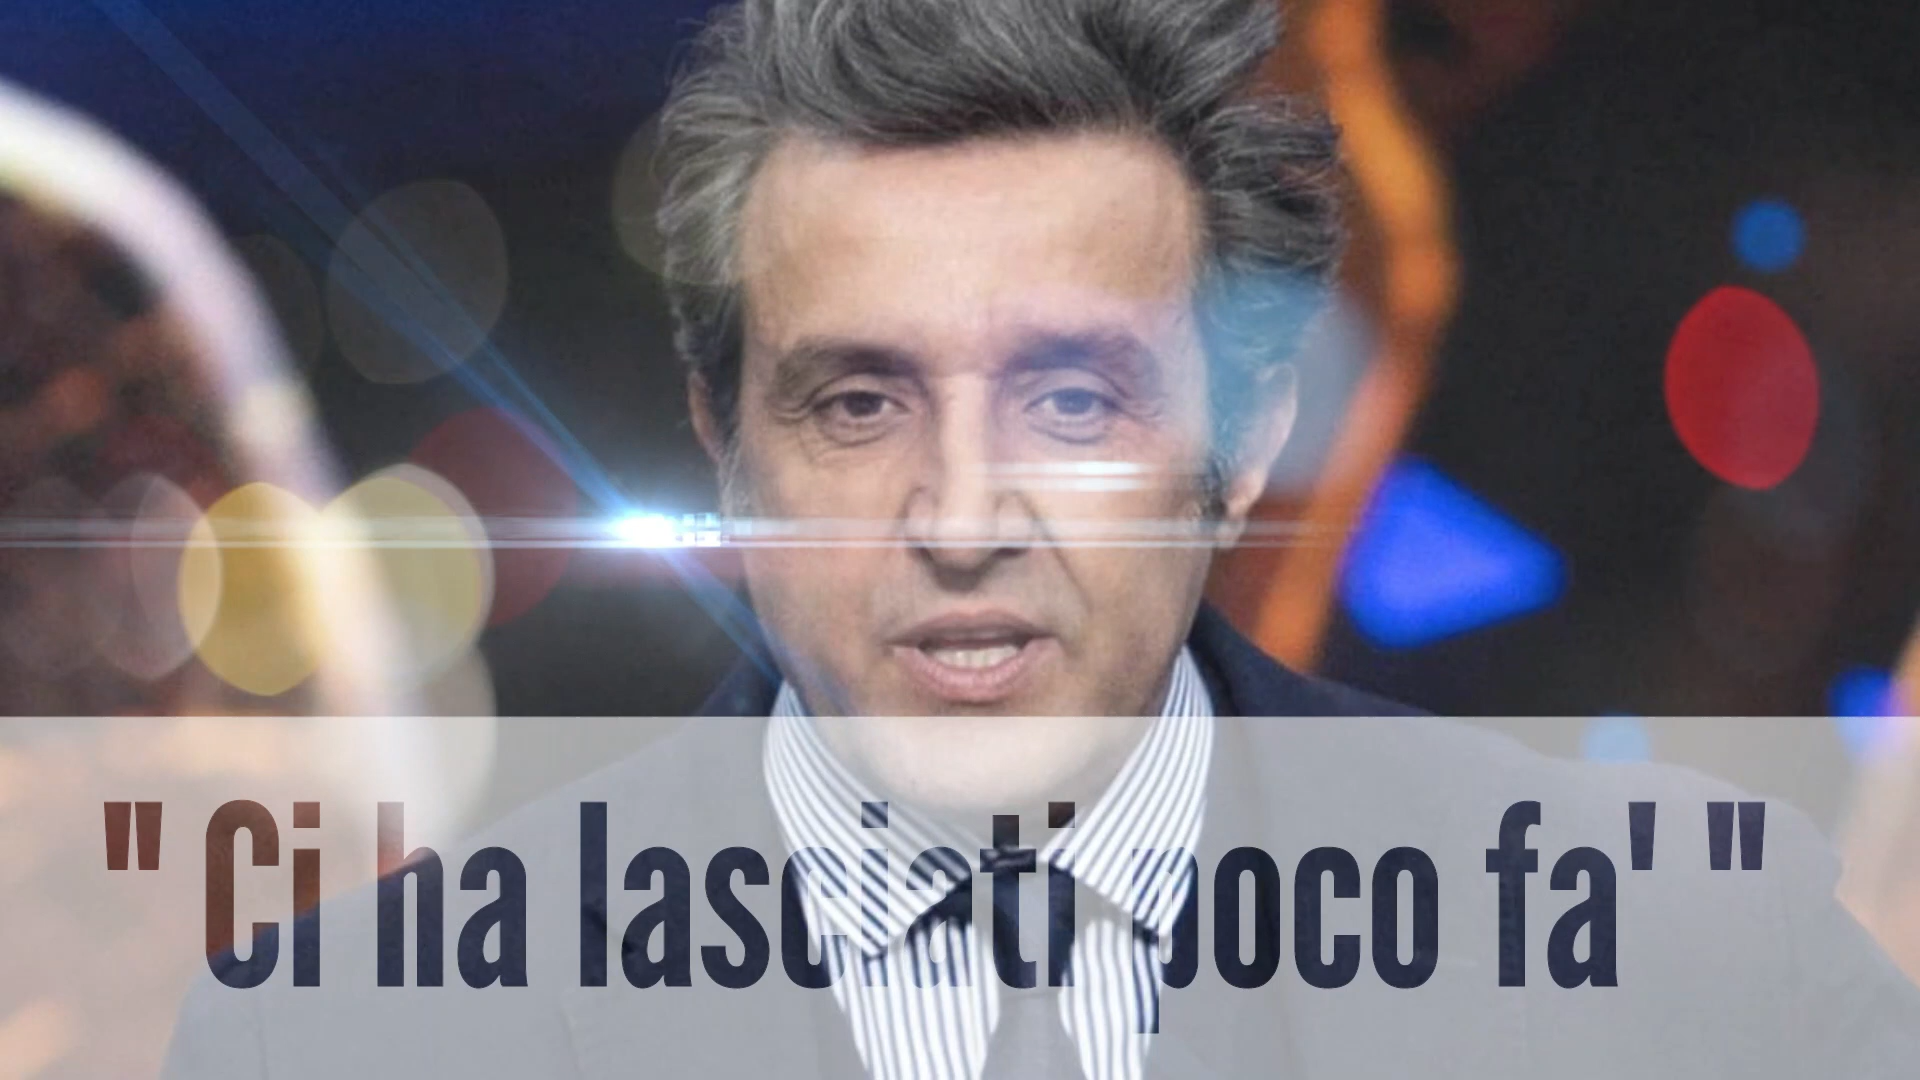 " Ci ha lasciati poco fa' "